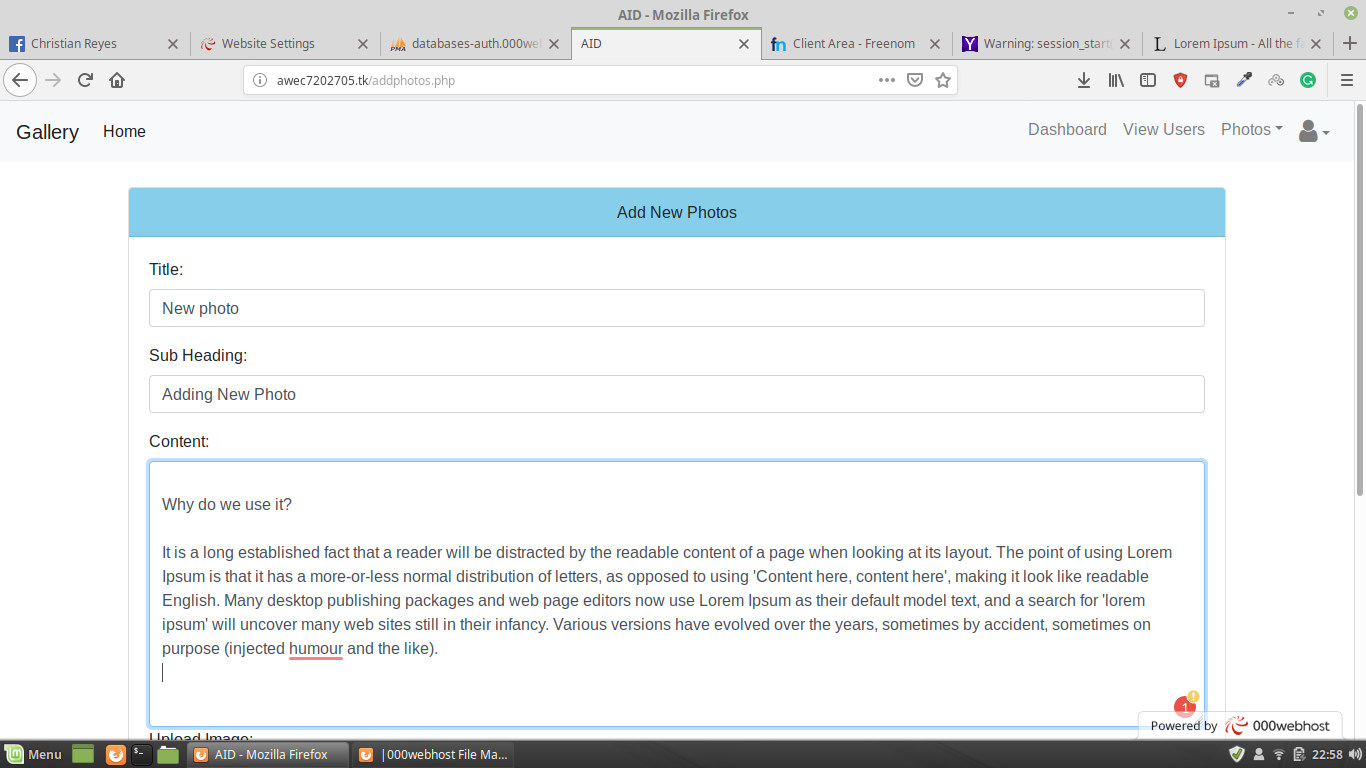 AID - Mozilla Firefox
Christian Reyes
Website Settings
PMA databases-auth.000we
AID
fn Client Area - Freenom
Y Warning: session_start
L Lorem Ipsum - All the fa
awec7202705.tk/addphotos.php
Gallery Home Dashboard View Users Photos
Add New Photos
Title:
New photo
Sub Heading:
Adding New Photo
Content:
Why do we use it?
It is a long established fact that a reader will be distracted by the readable content of a page when looking at its layout. The point of using Lorem
Ipsum is that it has a more-or-less normal distribution of letters, as opposed to using 'Content here, content here', making it look like readable
English. Many desktop publishing packages and web page editors now use Lorem Ipsum as their default model text, and a search for 'lorem
ipsum' will uncover many web sites still in their infancy. Various versions have evolved over the years, sometimes by accident, sometimes on
purpose (injected humour and the like).
1
Powered by 000webhost
Upload Image:
Menu
AID - Mozilla Firefox
|000webhost File Ma...
22:58